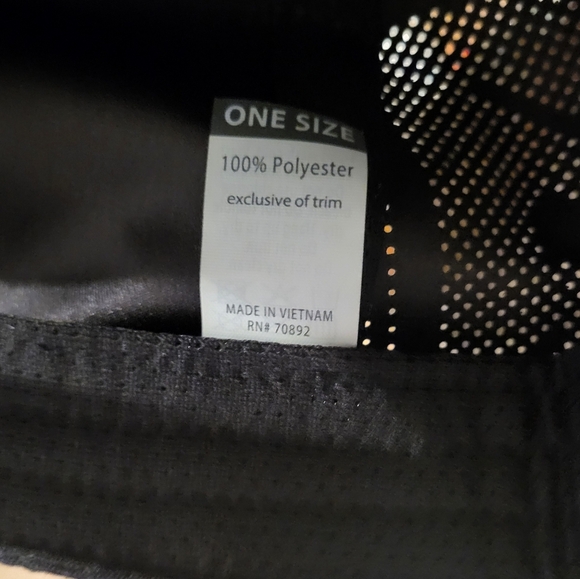 ONE SIZE
100% Polyester
exclusive of trim
MADE IN VIETNAM
RN# 70892